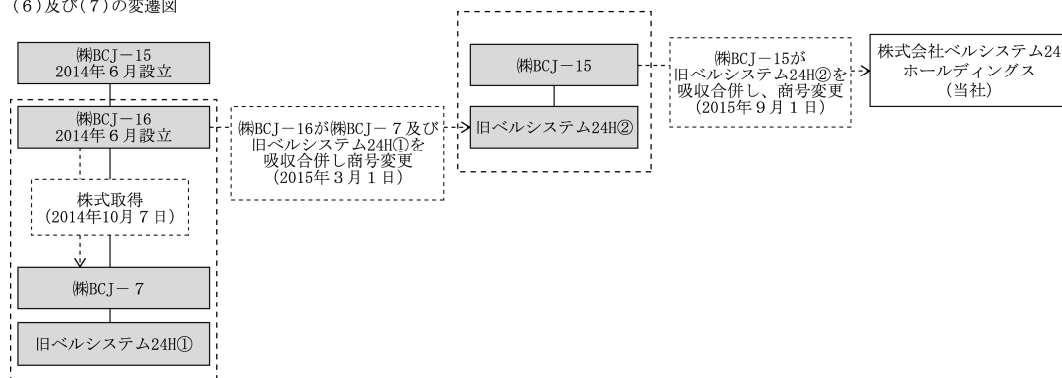 (6)及び(7)の変遷図
㈱BCJ－15
2014年6月設立
㈱BCJ－16
2014年6月設立
株式取得
(2014年10月7日)
㈱BCJ－7
旧ベルシステム24H①
㈱BCJ－16が㈱BCJ－7及び
旧ベルシステム24H①を
吸収合併し商号変更
(2015年3月1日)
㈱BCJ－15
旧ベルシステム24H②
㈱BCJ－15が
旧ベルシステム24H②を
吸収合併し、商号変更
(2015年9月1日)
株式会社ベルシステム24
ホールディングス
(当社)